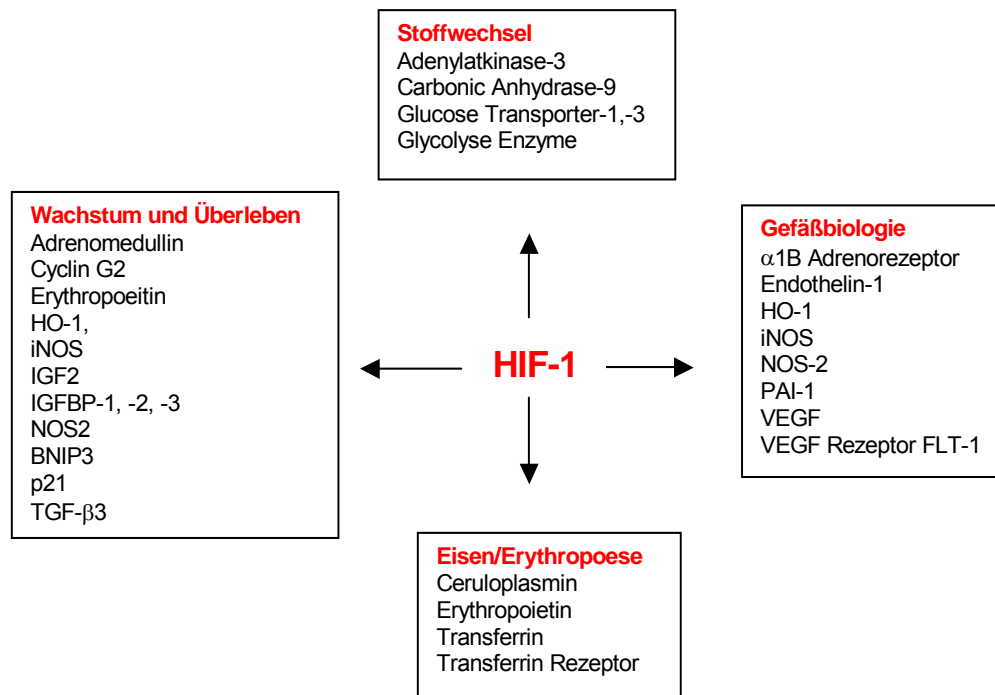 Stoffwechsel
Adenylatkinase-3
Carbonic Anhydrase-9
Glucose Transporter-1,-3
Glycolyse Enzyme
Wachstum und Überleben
Adrenomedullin
Cyclin G2
Erythropoeitin
HO-1,
iNOS
IGF2
IGFBP-1, -2, -3
NOS2
BNIP3
p21
TGF-β3
HIF-1
Gefäßbiologie
α1B Adrenorezeptor
Endothelin-1
HO-1
iNOS
NOS-2
PAI-1
VEGF
VEGF Rezeptor FLT-1
Eisen/Erythropoese
Ceruloplasmin
Erythropoietin
Transferrin
Transferrin Rezeptor